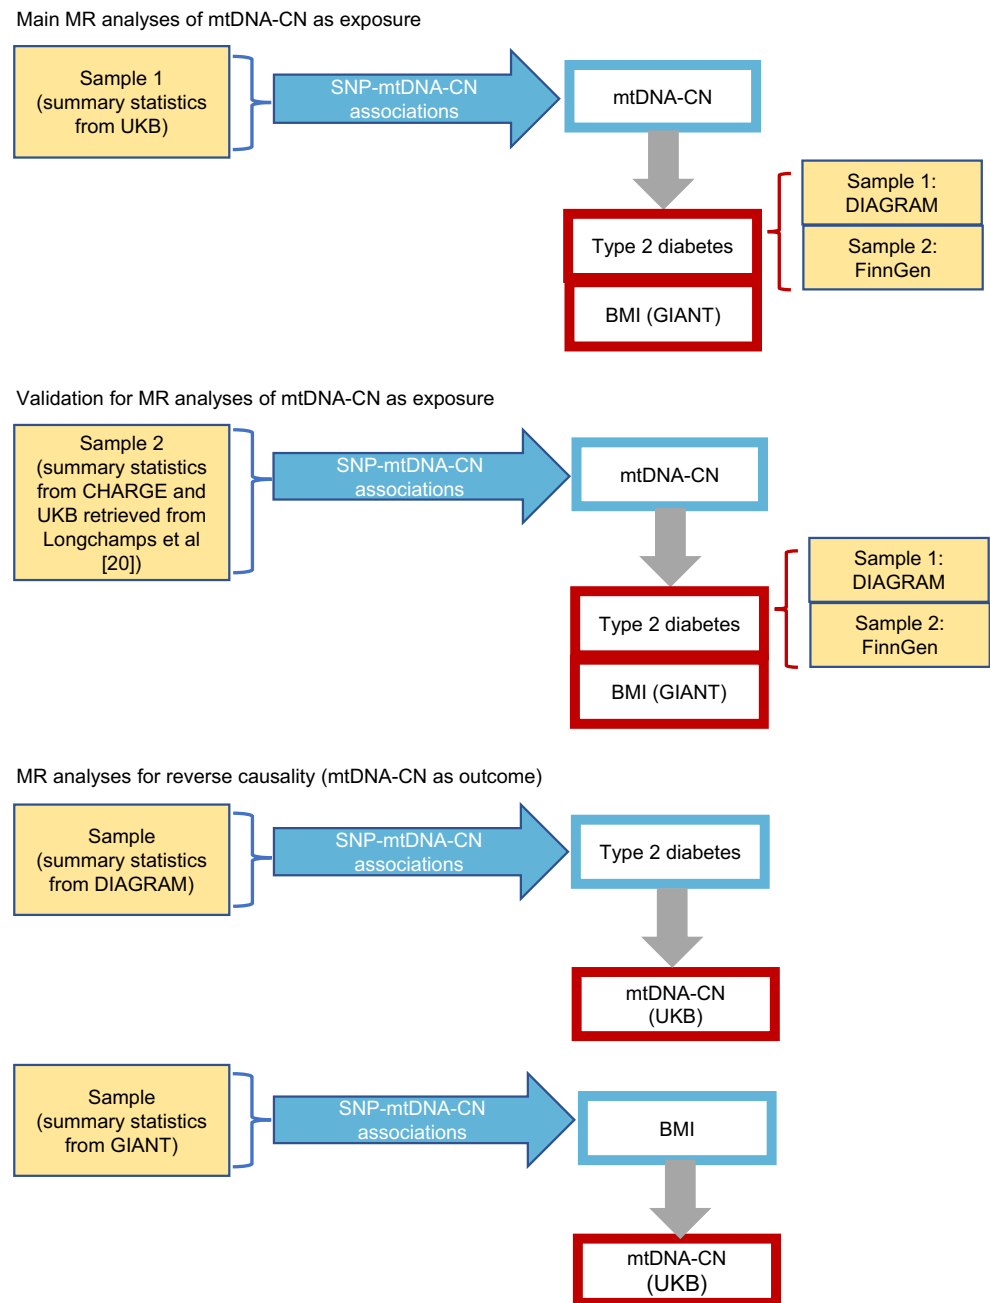 Main MR analyses of mtDNA-CN as exposure
Sample 1
(summary statistics
from UKB)
SNP-mtDNA-CN
associations
mtDNA-CN
Type 2 diabetes
BMI (GIANT)
Sample 1:
DIAGRAM
Sample 2:
FinnGen
Validation for MR analyses of mtDNA-CN as exposure
Sample 2
(summary statistics
from CHARGE and
UKB retrieved from
Longchamps et al
[20])
SNP-mtDNA-CN
associations
mtDNA-CN
Type 2 diabetes
BMI (GIANT)
Sample 1:
DIAGRAM
Sample 2:
FinnGen
MR analyses for reverse causality (mtDNA-CN as outcome)
Sample
(summary statistics
from DIAGRAM)
SNP-mtDNA-CN
associations
Type 2 diabetes
mtDNA-CN
(UKB)
Sample
(summary statistics
from GIANT)
SNP-mtDNA-CN
associations
BMI
mtDNA-CN
(UKB)